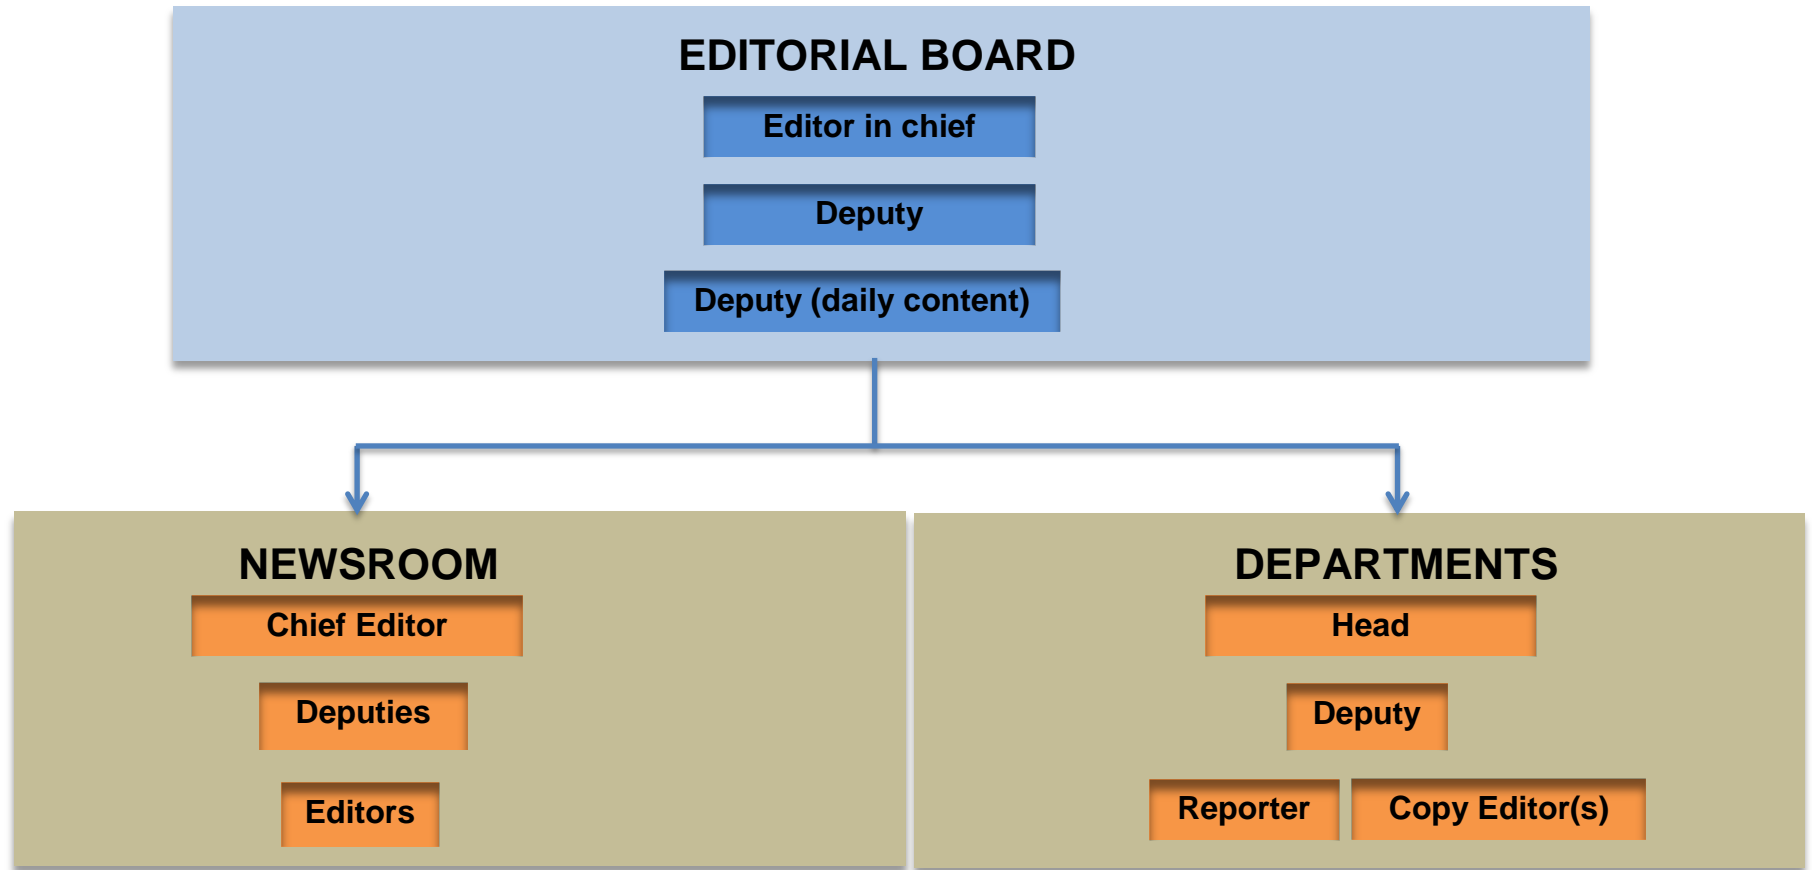 EDITORIAL BOARD
Editor in chief
Deputy
Deputy (daily content)
NEWSROOM
Chief Editor
Deputies
Editors
DEPARTMENTS
Head
Deputy
Reporter
Copy Editor(s)